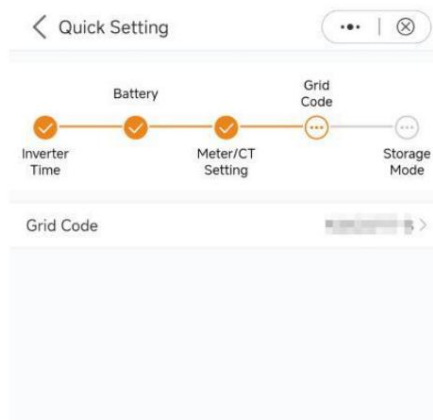 Quick Setting
Battery
Grid
Code
Inverter
Time
Meter/CT
Setting
Storage
Mode
Grid Code